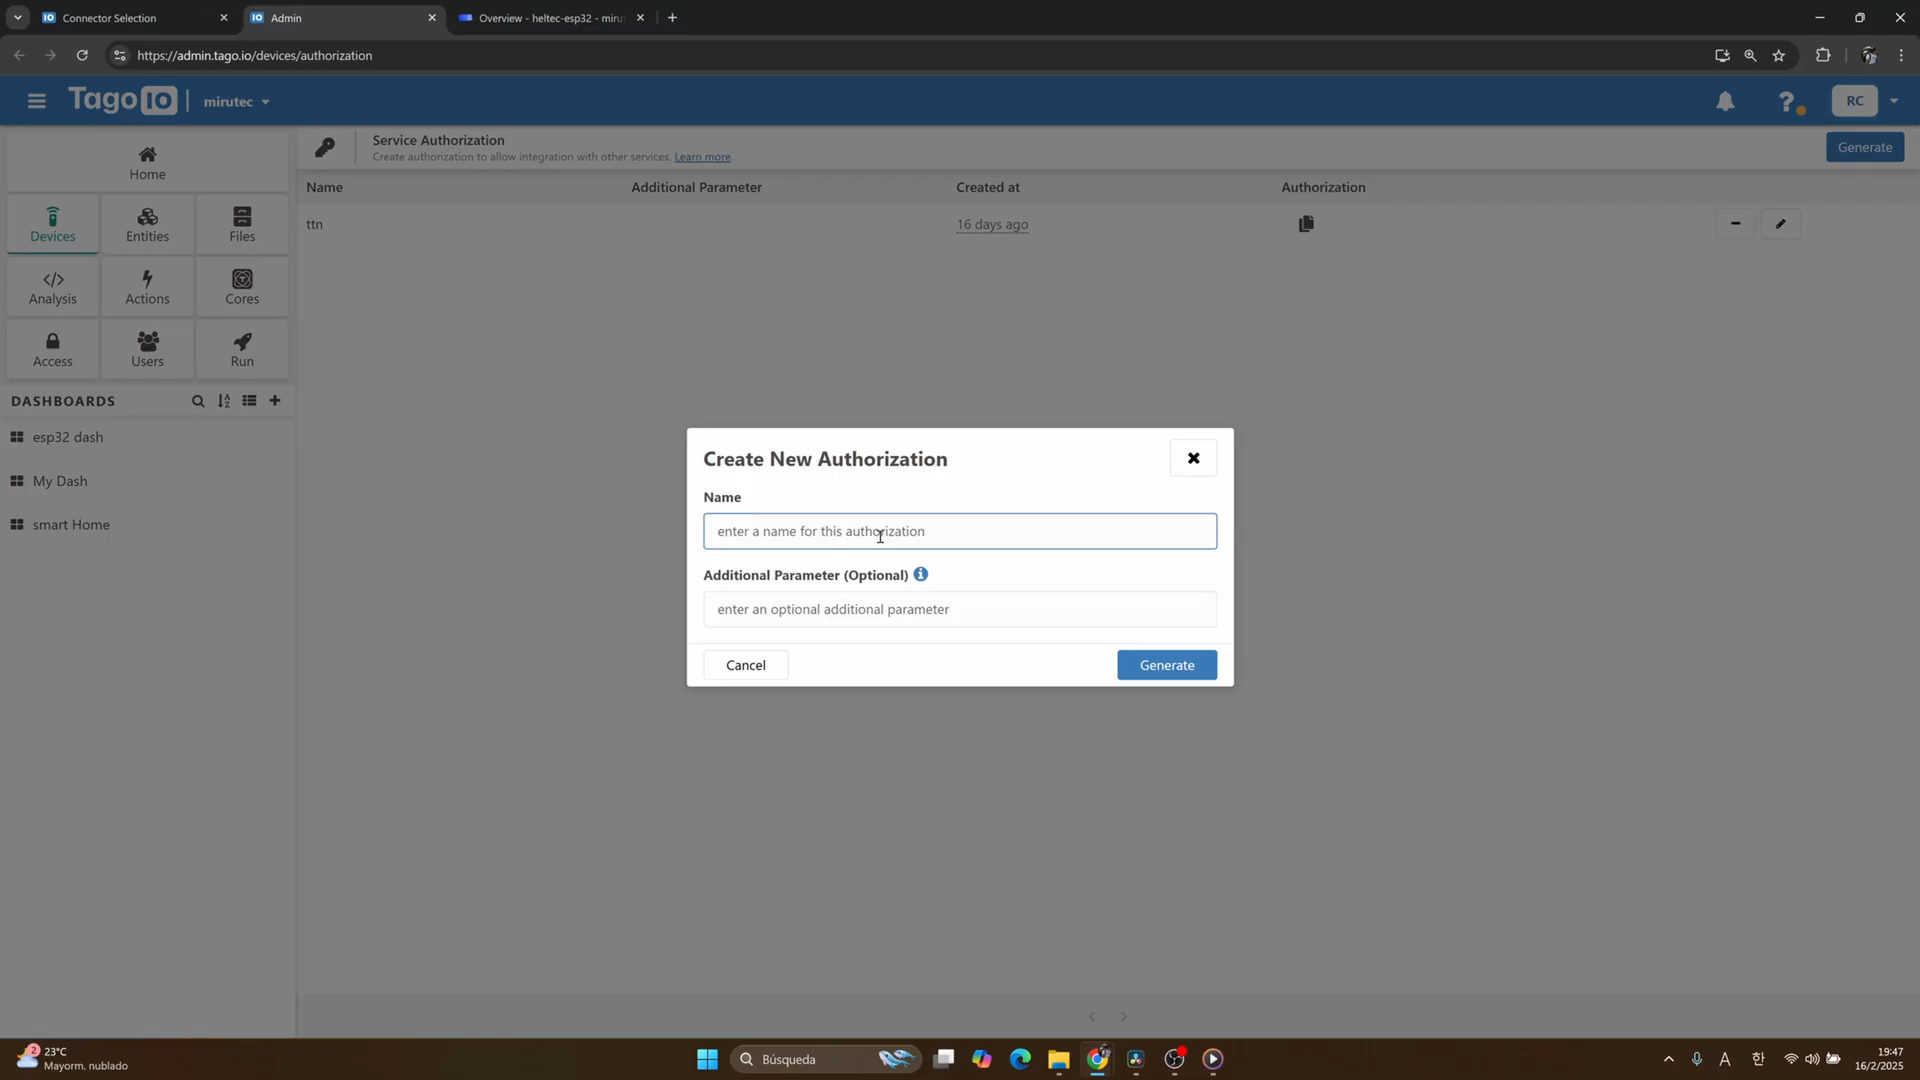 Connector Selection
Admin
Overview - heltec-esp32 - miru
https://admin.tago.io/devices/authorization
Tago IO
mirutec
RC
Home
Devices
Entities
Files
Analysis
Actions
Cores
Access
Users
Run
DASHBOARDS
esp32 dash
My Dash
smart Home
Service Authorization
Create authorization to allow integration with other services. Learn more.
Generate
Name
Additional Parameter
Created at
Authorization
ttn
16 days ago
Create New Authorization
Name
enter a name for this authorization
Additional Parameter (Optional)
enter an optional additional parameter
Cancel
Generate
2
23°C
Mayorm. nublado
Búsqueda
A
한
19:47
16/2/2025